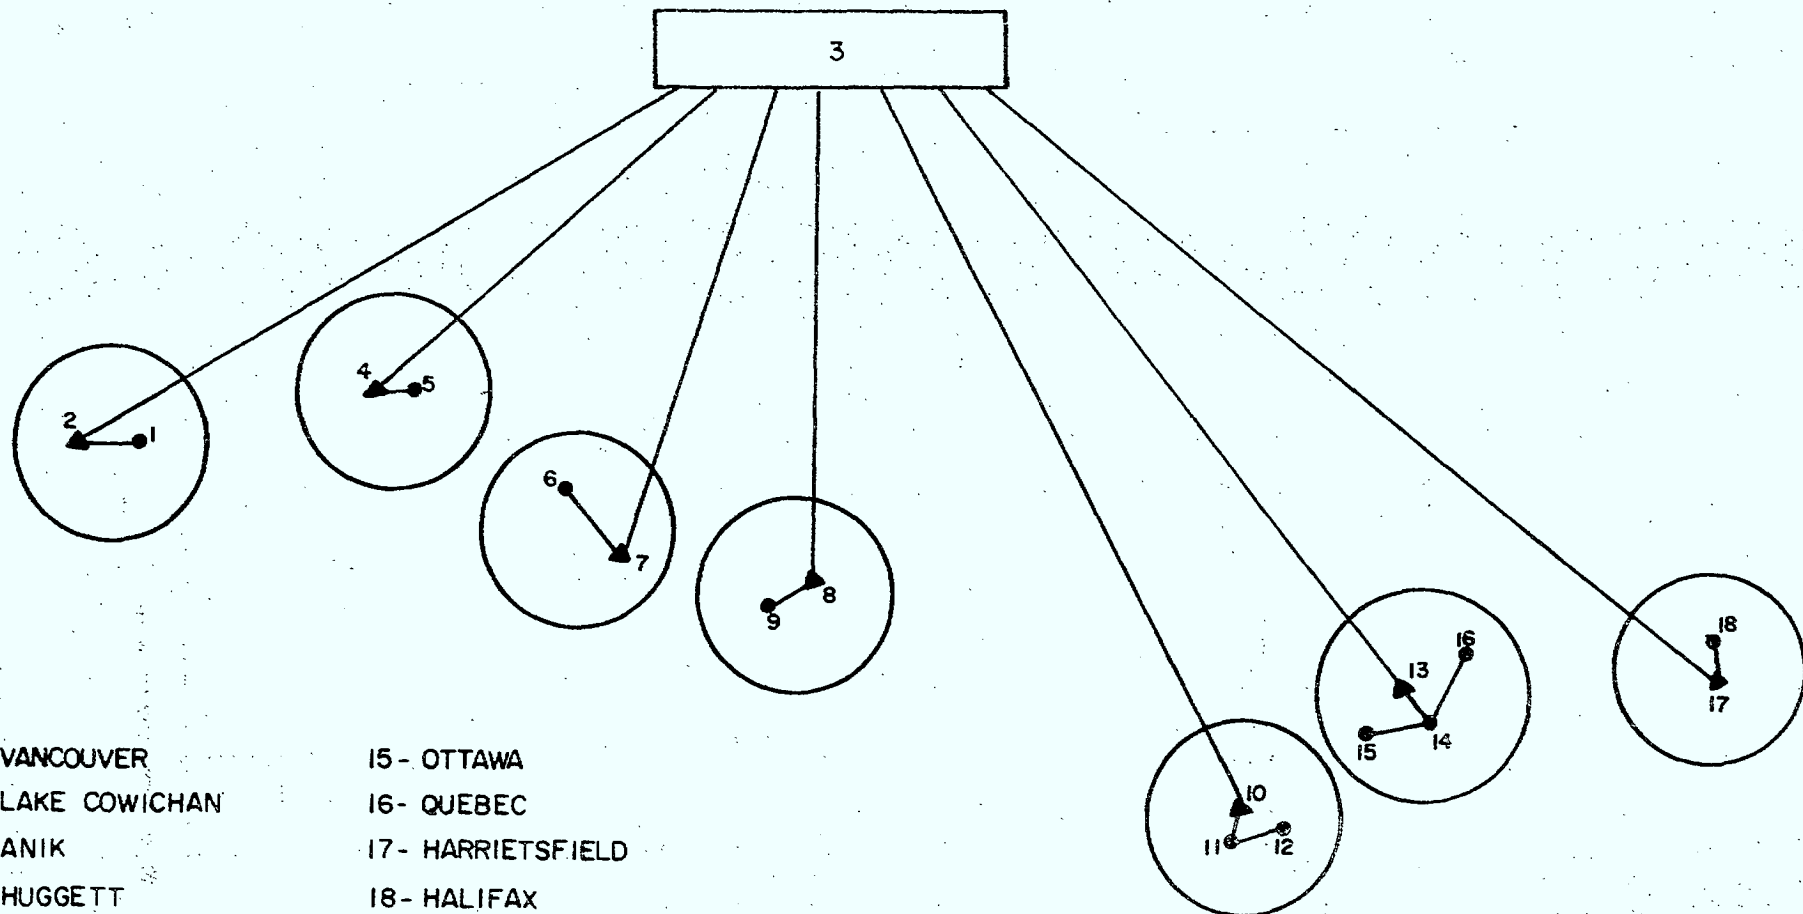 3
4
5
2
1
6
7
8
9
18
16
13
17
15
14
10
11
12
VANCOUVER
LAKE COWICHAN
ANIK
HUGGETT
15- OTTAWA
16- QUEBEC
17- HARRIETSFIELD
18- HALIFAX